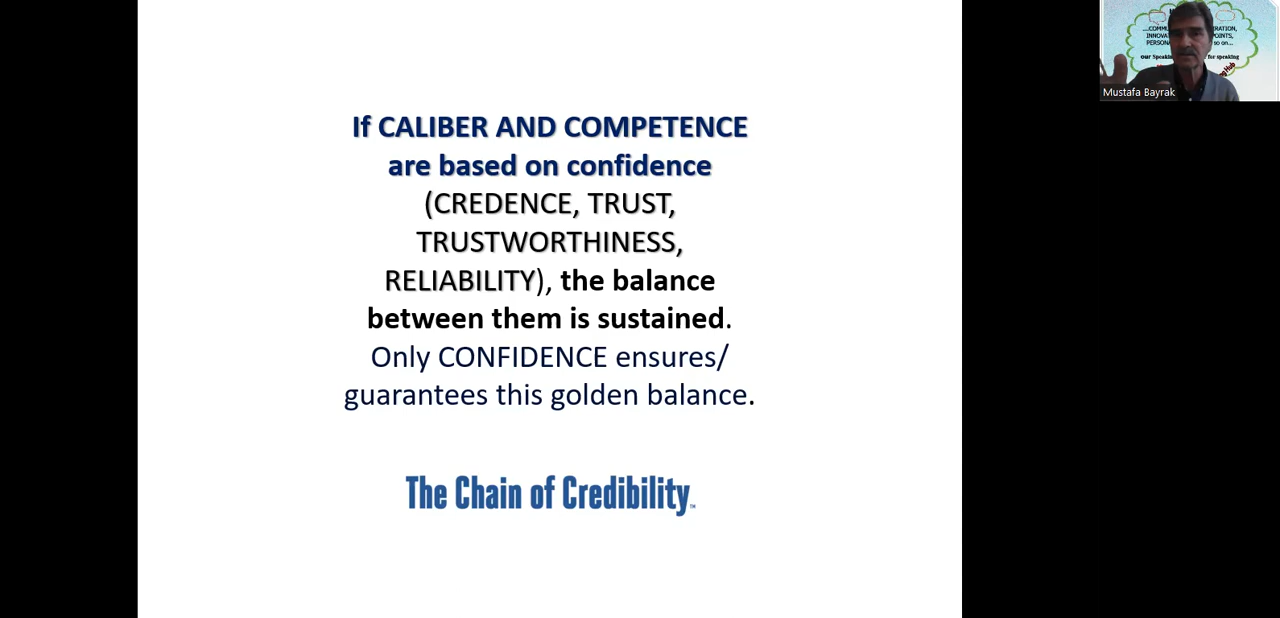 If CALIBER AND COMPETENCE
are based on confidence
(CREDENCE, TRUST,
TRUSTWORTHINESS,
RELIABILITY), the balance
between them is sustained.
Only CONFIDENCE ensures/
guarantees this golden balance.
The Chain of Credibility™
Mustafa Bayrak